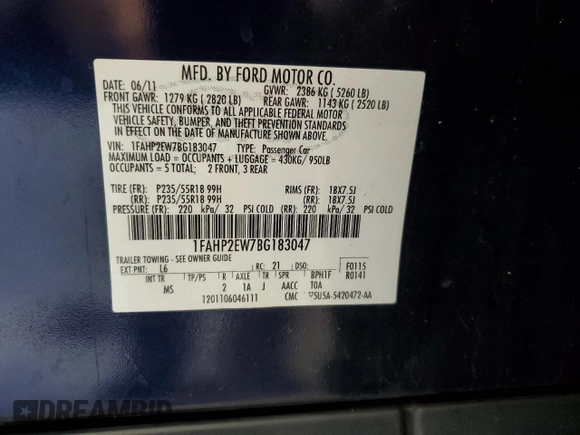 MFD. BY FORD MOTOR CO.
DATE: 06/11 GVWR: 2386 KG ( 5260 LB)
FRONT GAWR: 1279 KG ( 2820 LB) REAR GAWR: 1143 KG ( 2520 LB)
THIS VEHICLE CONFORMS TO ALL APPLICABLE FEDERAL MOTOR
VEHICLE SAFETY, BUMPER, AND THEFT PREVENTION STANDARDS
IN EFFECT ON THE DATE OF MANUFACTURE SHOWN ABOVE.
VIN: 1FAHP2EW7BG183047 TYPE: Passenger Car
MAXIMUM LOAD = OCCUPANTS + LUGGAGE = 430KG/ 950LB
OCCUPANTS = 5 TOTAL: 2 FRONT, 3 REAR
TIRE (FR): P235/55R18 99H RIMS (FR): 18X7.5J
(RR): P235/55R18 99H (RR): 18X7.5J
PRESSURE (FR): 220 kPa/ 32 PSI COLD (RR): 220 kPa/ 32 PSI COLD
1FAHP2EW7BG183047
TRAILER TOWING - SEE OWNER GUIDE
EXT PNT: L6 RC: 21 DSO: F0115
INT TR TP/PS R AXLE TR SPR BPH1F R0141
MS 2 1A J AACC T0A
1201106046111 CMC 5U5A-5420472-AA
DREAMBID